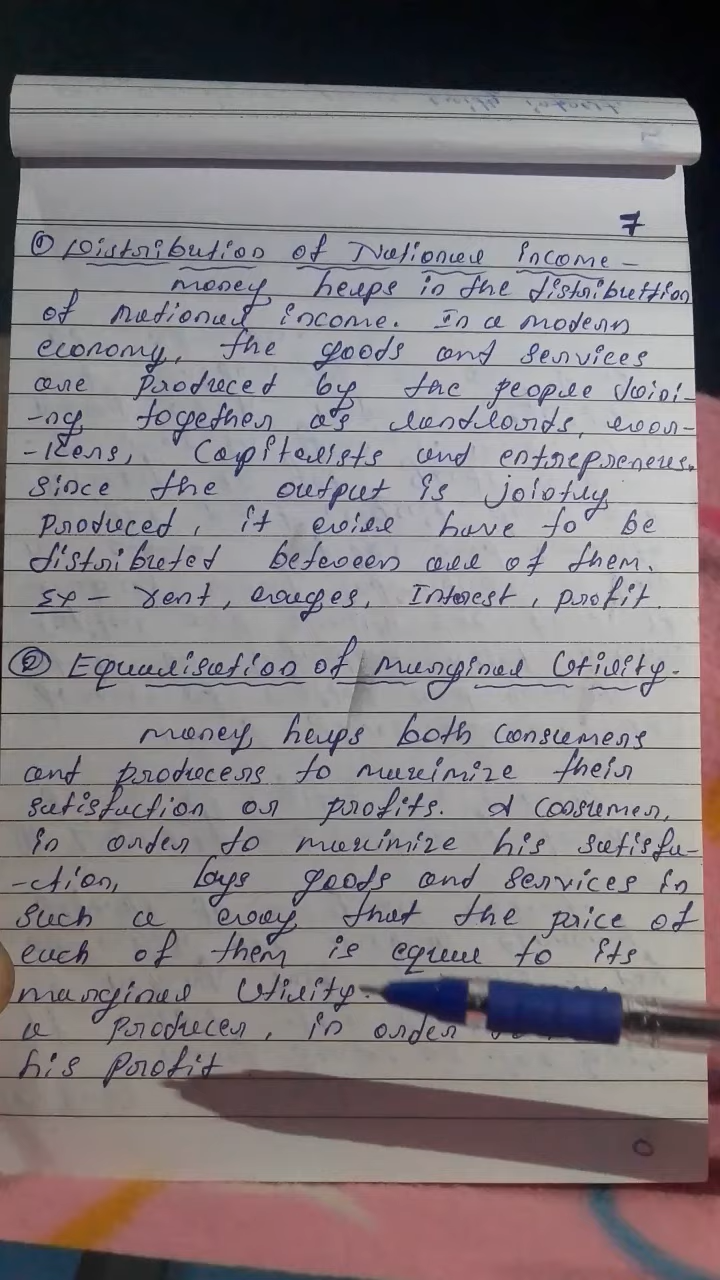 7
① Distribution of National income -
money helps in the distributtion
of national income. In a modern
economy, the goods and services
are produced by the people Joini-
-ng together as landlords, wor-
-kers, Capitalists and entrepreneurs.
Since the output is jointly
produced, it will have to be
distributed between all of them.
Ex - rent, wages, Interest, profit.
② Equalisation of marginal Utility.
money helps both consumers
and producers to maximize their
satisfaction or profits. A consumer,
in order to maximize his satisfa-
-ction, bys goods and services in
such a way that the price of
each of them is equal to its
marginal Utility.
a producer, in order
his profit